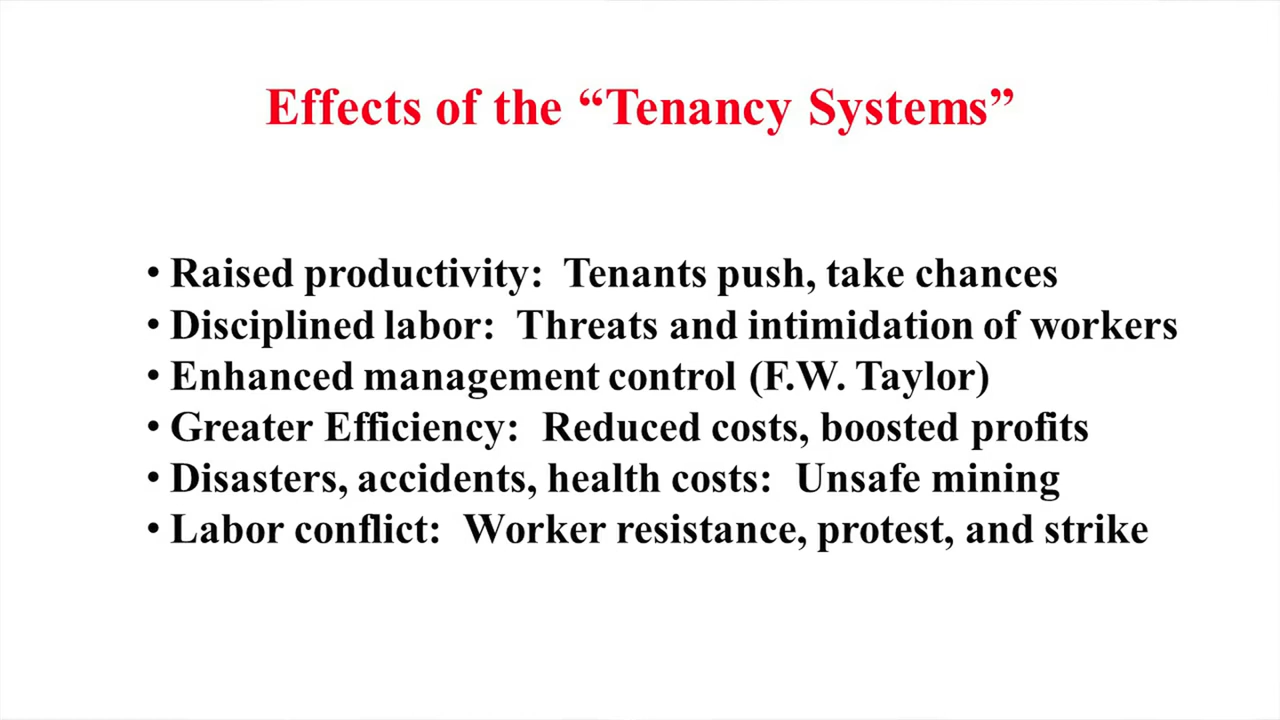 Effects of the “Tenancy Systems”
• Raised productivity: Tenants push, take chances
• Disciplined labor: Threats and intimidation of workers
• Enhanced management control (F.W. Taylor)
• Greater Efficiency: Reduced costs, boosted profits
• Disasters, accidents, health costs: Unsafe mining
• Labor conflict: Worker resistance, protest, and strike